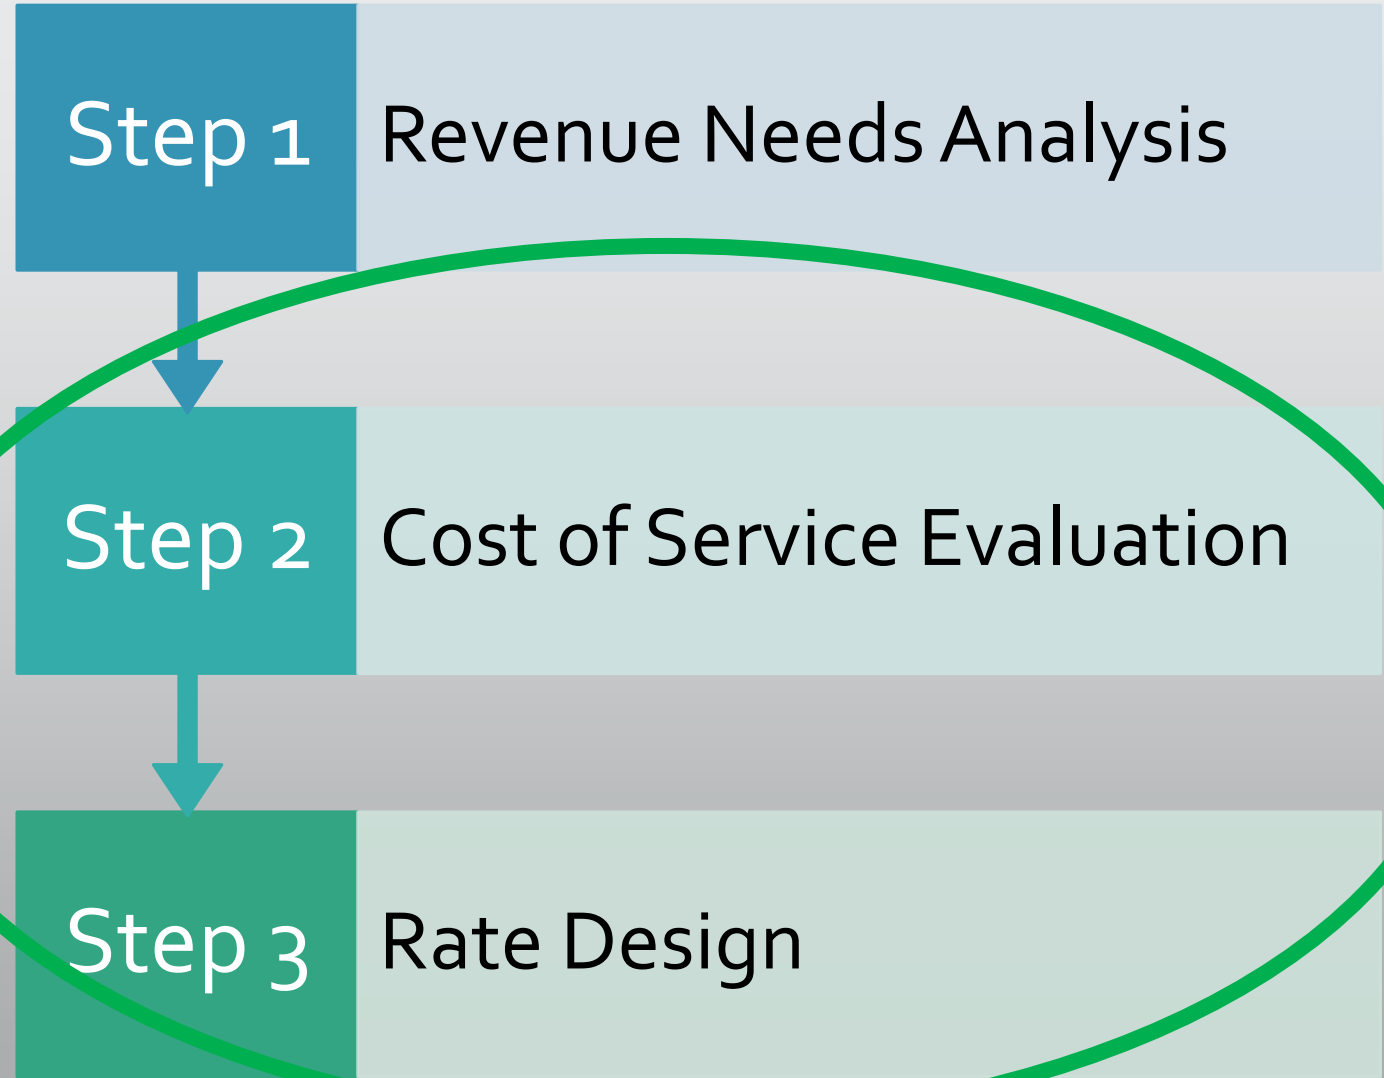 Step 1 Revenue Needs Analysis
Step 2 Cost of Service Evaluation
Step 3 Rate Design